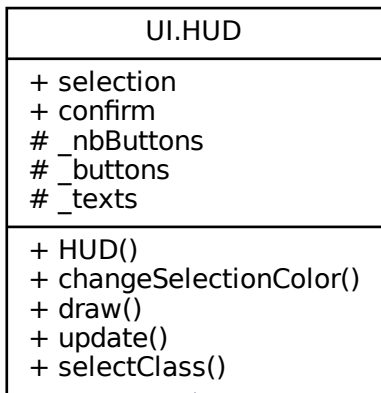 UI.HUD
+ selection
+ confirm
# _nbButtons
# _buttons
# _texts
+ HUD()
+ changeSelectionColor()
+ draw()
+ update()
+ selectClass()